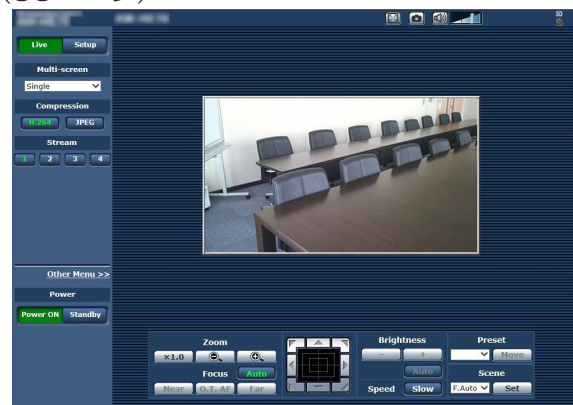 SD
Live Setup
Multi-screen
Single
Compression
H.264 JPEG
Stream
1 2 3 4
Other Menu >>
Power
Power ON Standby
Zoom
×1.0
Focus Auto
Near O.T. AF Far
Brightness
− +
Auto
Speed Slow
Preset
Move
Scene
F.Auto Set